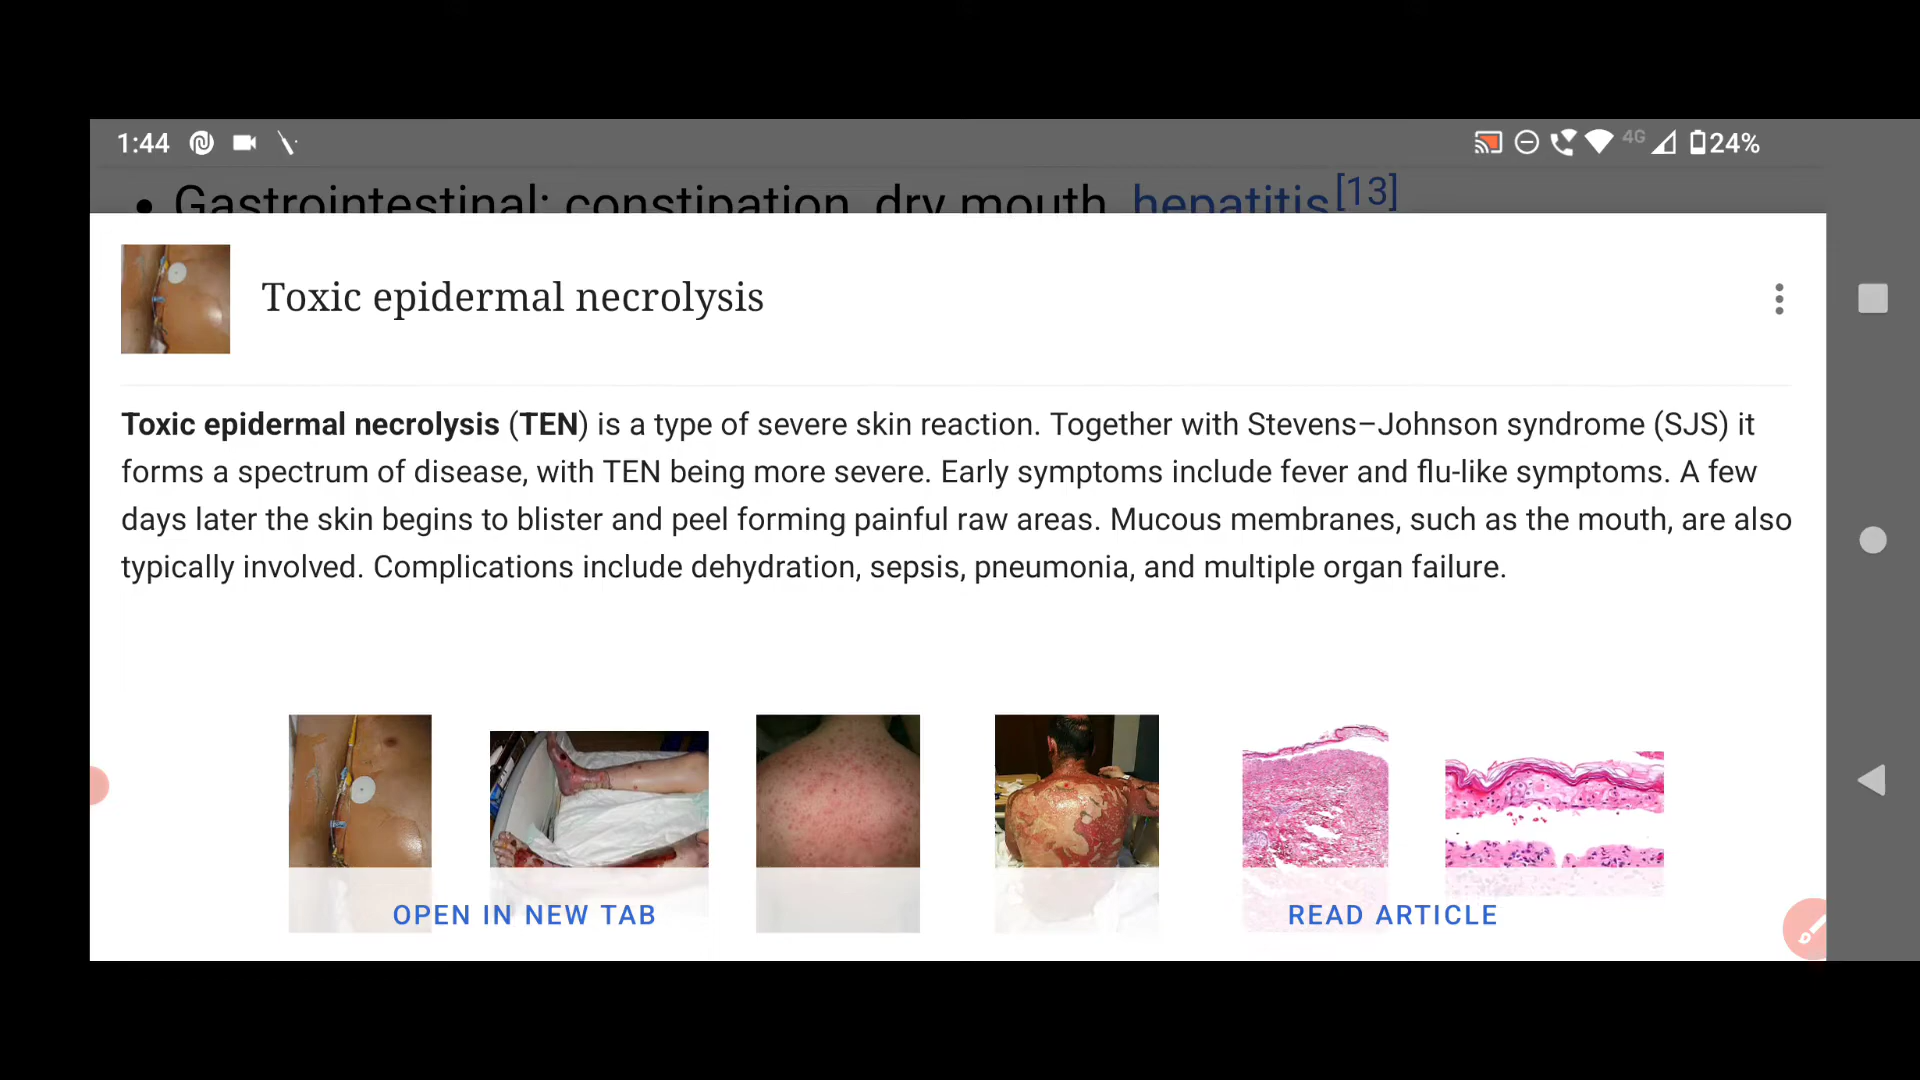 1:44
4G
24%
• Gastrointestinal: constipation, dry mouth, hepatitis[13]
Toxic epidermal necrolysis
Toxic epidermal necrolysis (TEN) is a type of severe skin reaction. Together with Stevens–Johnson syndrome (SJS) it
forms a spectrum of disease, with TEN being more severe. Early symptoms include fever and flu-like symptoms. A few
days later the skin begins to blister and peel forming painful raw areas. Mucous membranes, such as the mouth, are also
typically involved. Complications include dehydration, sepsis, pneumonia, and multiple organ failure.
OPEN IN NEW TAB
READ ARTICLE